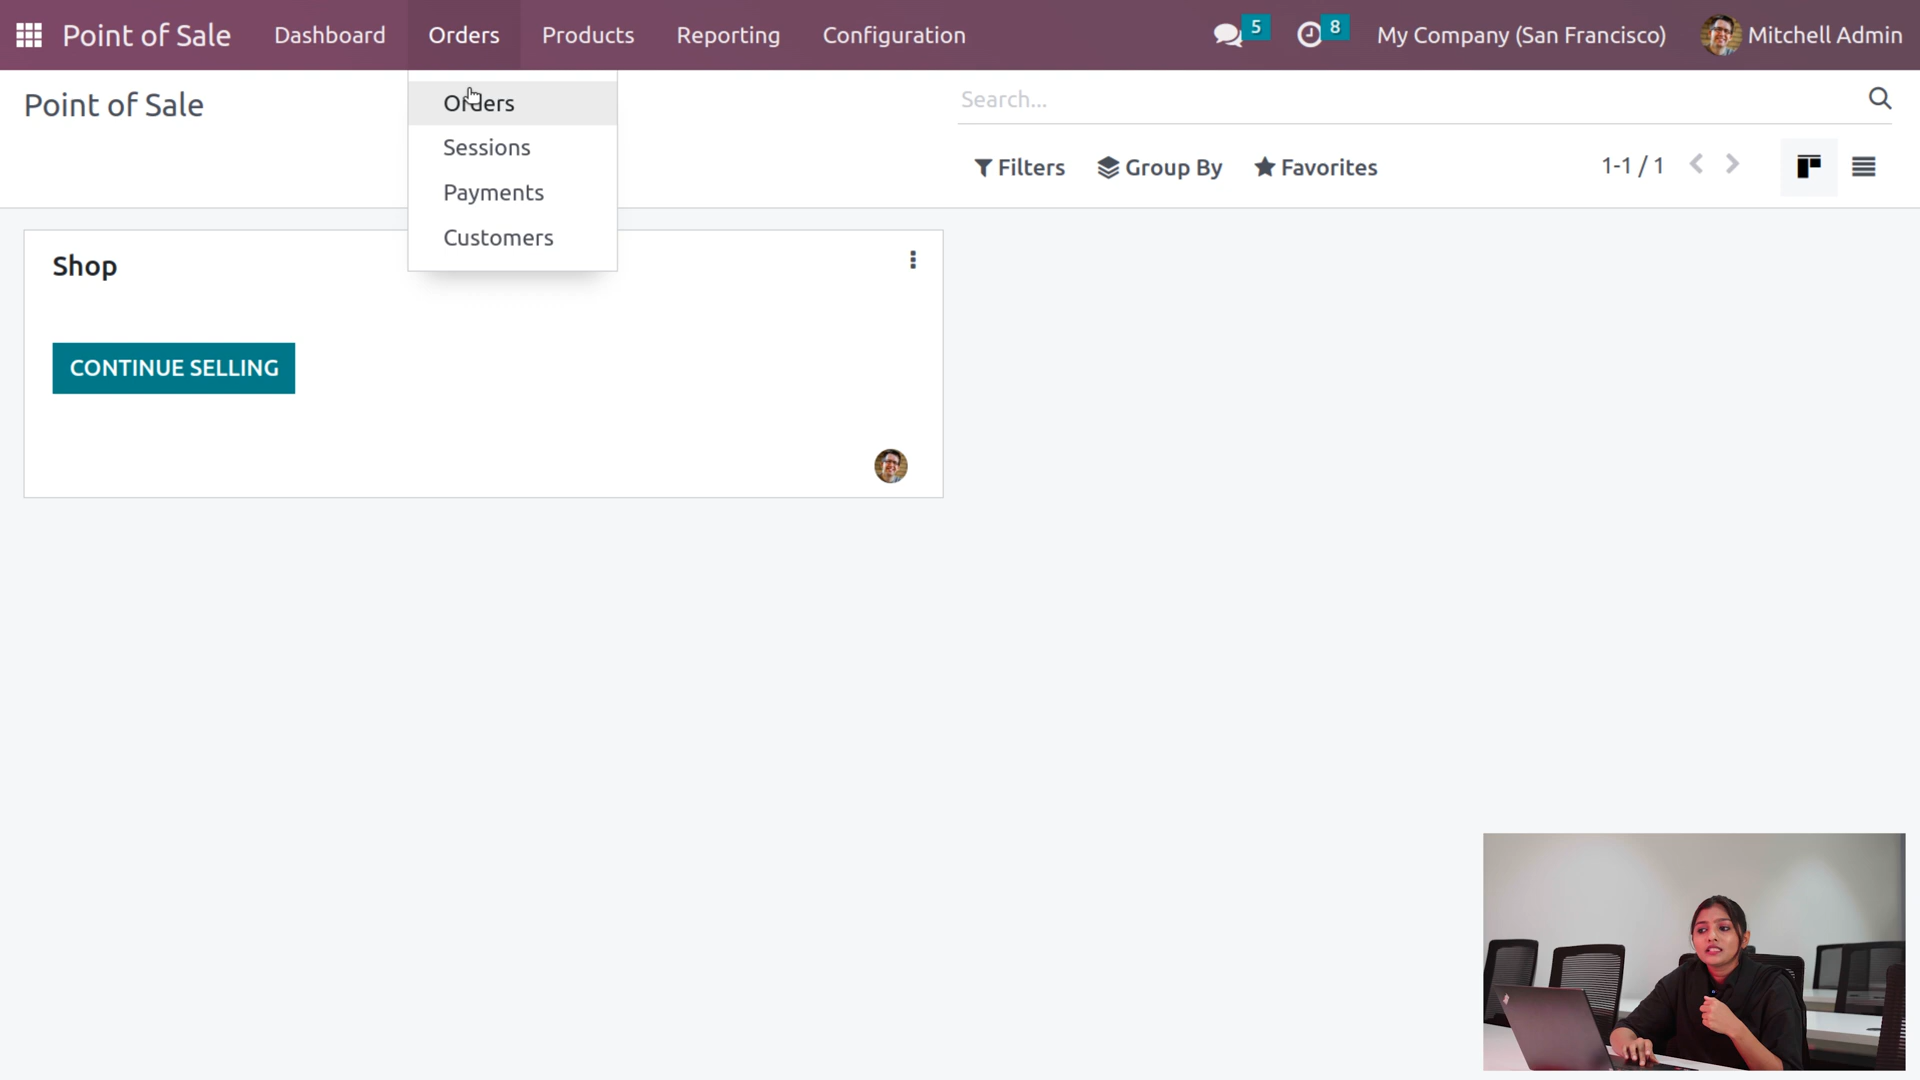 Point of Sale Dashboard Orders Products Reporting Configuration 5 8 My Company (San Francisco) Mitchell Admin
Point of Sale
Search...
Orders
Sessions
Payments
Customers
Filters Group By Favorites 1-1 / 1
Shop
CONTINUE SELLING